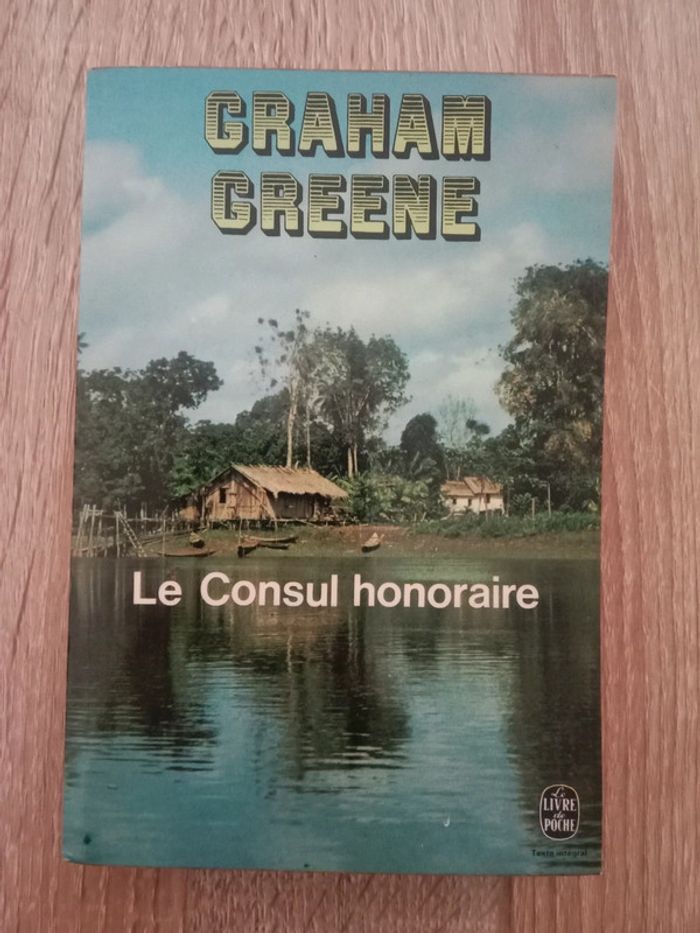 GRAHAM
GREENE
Le Consul honoraire
Le
LIVRE
de
POCHE
Texte intégral